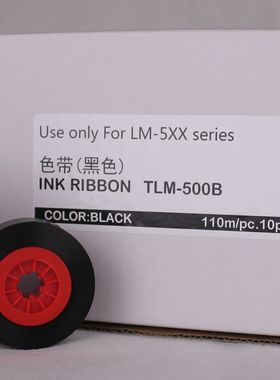 Use only For LM-5XX series
色带(黑色)
INK RIBBON TLM-500B
COLOR:BLACK 110m/pc.10p